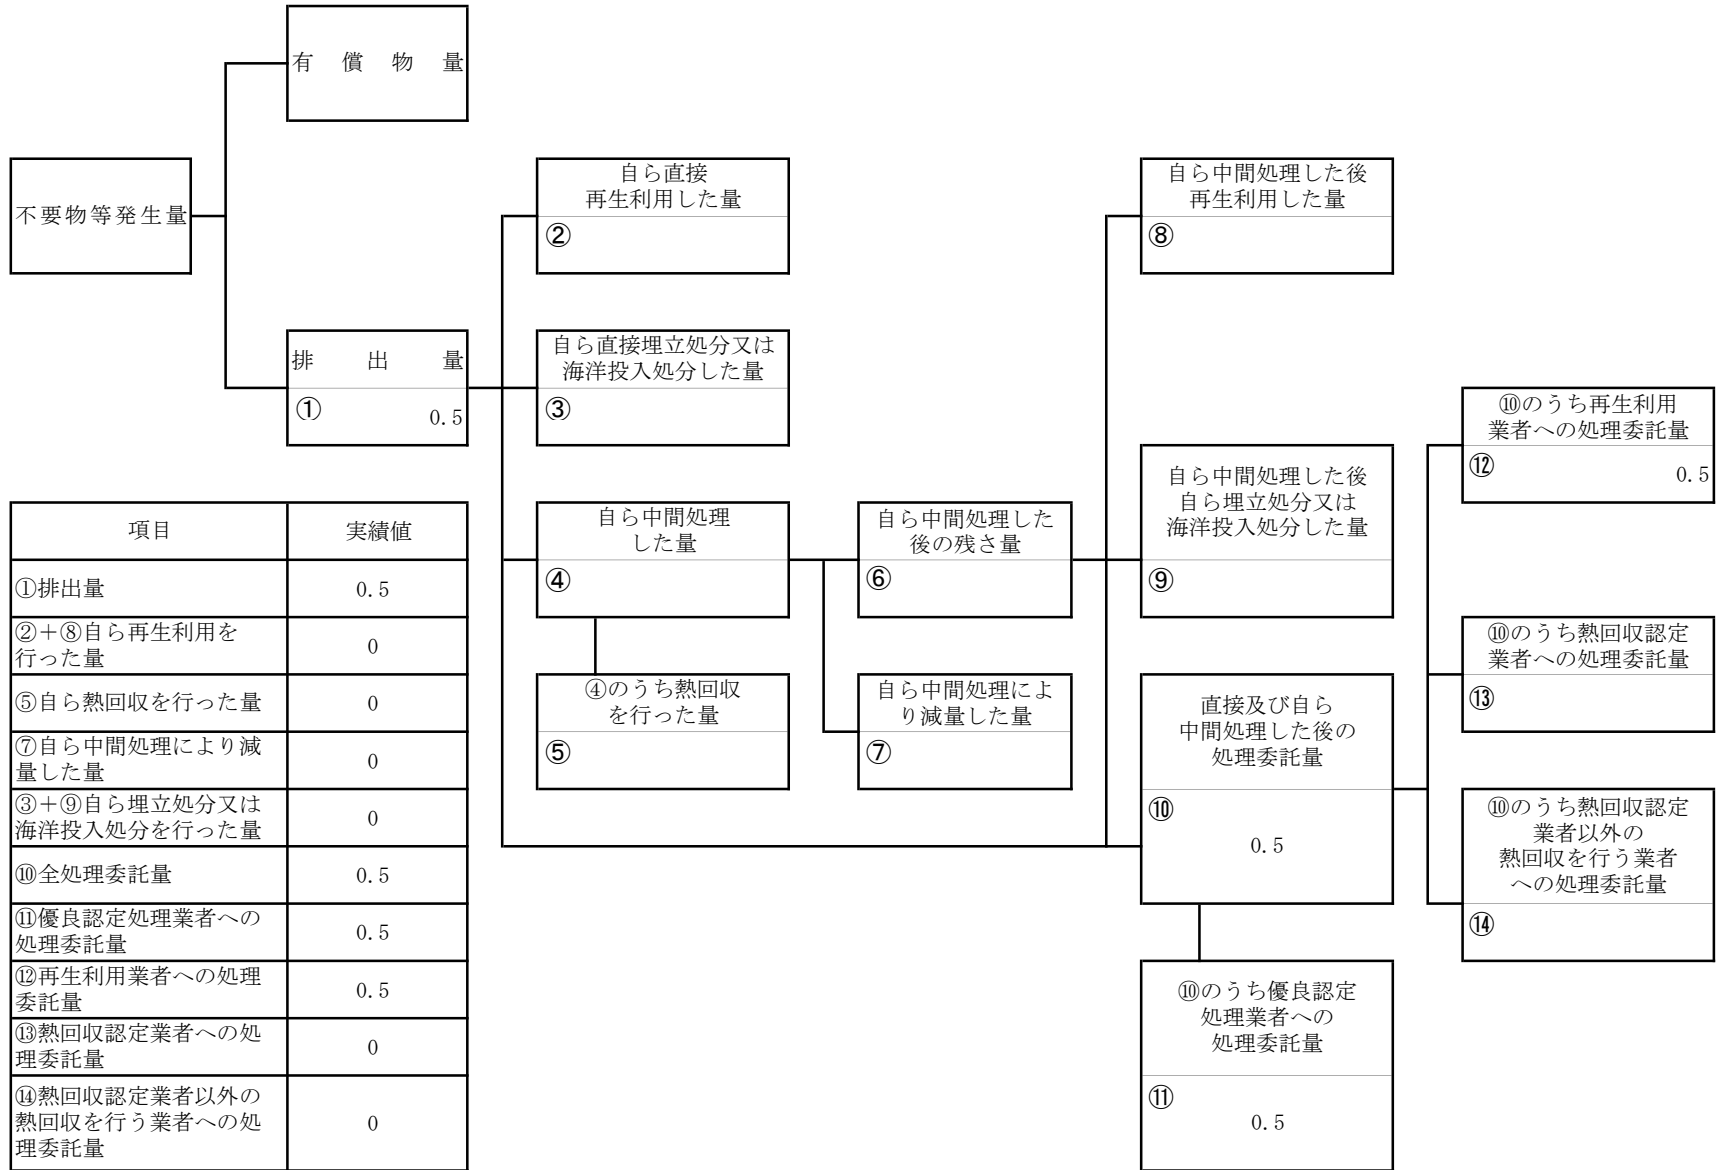 有償物量
不要物等発生量
排出量
①
0.5
自ら直接
再生利用した量
②
自ら直接埋立処分又は
海洋投入処分した量
③
自ら中間処理
した量
④
④のうち熱回収
を行った量
⑤
自ら中間処理した
後の残さ量
⑥
自ら中間処理によ
り減量した量
⑦
自ら中間処理した後
再生利用した量
⑧
自ら中間処理した後
自ら埋立処分又は
海洋投入処分した量
⑨
直接及び自ら
中間処理した後の
処理委託量
⑩
0.5
⑩のうち優良認定
処理業者への
処理委託量
⑪
0.5
⑩のうち再生利用
業者への処理委託量
⑫
0.5
⑩のうち熱回収認定
業者への処理委託量
⑬
⑩のうち熱回収認定
業者以外の
熱回収を行う業者
への処理委託量
⑭
項目 実績値
①排出量 0.5
②+⑧自ら再生利用を
行った量
0
⑤自ら熱回収を行った量 0
⑦自ら中間処理により減
量した量
0
③+⑨自ら埋立処分又は
海洋投入処分を行った量
0
⑩全処理委託量 0.5
⑪優良認定処理業者への
処理委託量
0.5
⑫再生利用業者への処理
委託量
0.5
⑬熱回収認定業者への処
理委託量
0
⑭熱回収認定業者以外の
熱回収を行う業者への処
理委託量
0